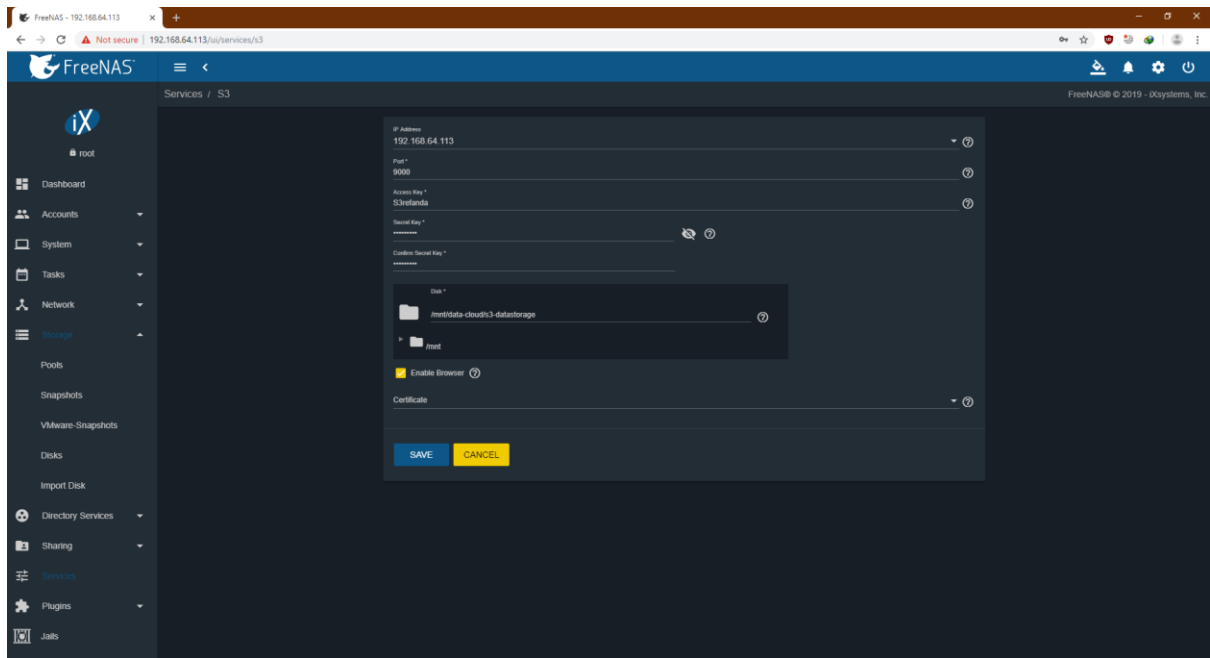 FreeNAS - 192.168.64.113
Not secure | 192.168.64.113/ui/services/s3
FreeNAS
Services / S3
FreeNAS® © 2019 - iXsystems, Inc.
iX
root
Dashboard
Accounts
System
Tasks
Network
Storage
Pools
Snapshots
VMware-Snapshots
Disks
Import Disk
Directory Services
Sharing
Services
Plugins
Jails
IP Address
192.168.64.113
Port *
9000
Access Key *
S3refanda
Secret Key *
Confirm Secret Key *
Disk *
/mnt/data-cloud/s3-datastorage
/mnt
Enable Browser
Certificate
SAVE
CANCEL